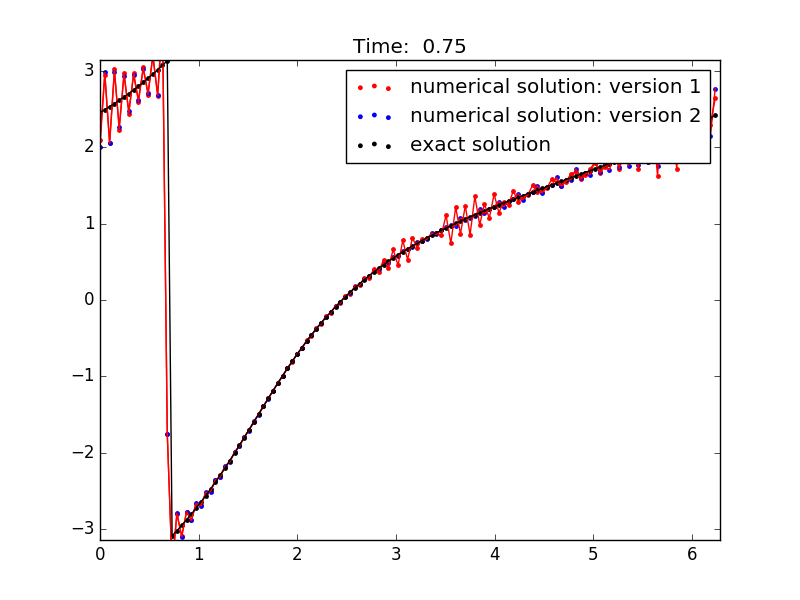 Time: 0.75
numerical solution: version 1
numerical solution: version 2
exact solution
3
2
1
0
−1
−2
−3
0 1 2 3 4 5 6